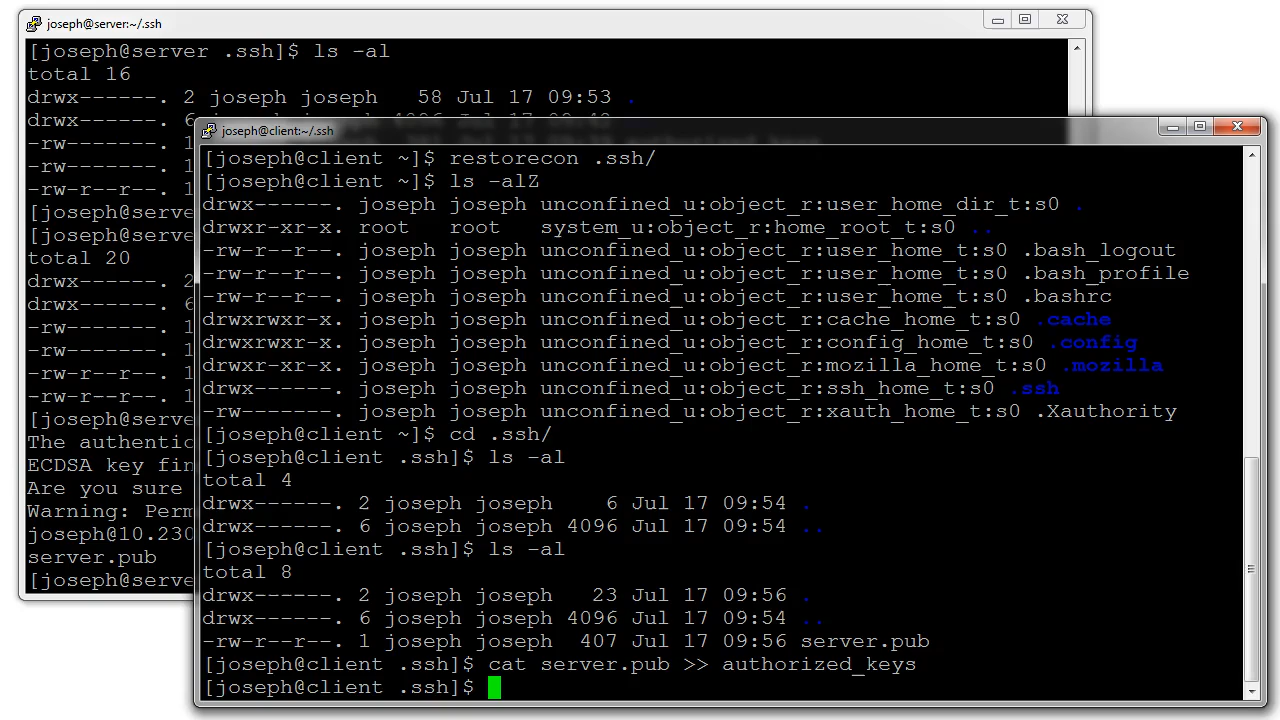 joseph@server:~/.ssh
[joseph@server .ssh]$ ls -al
total 16
drwx------. 2 joseph joseph 58 Jul 17 09:53 .
drwx------. 6
-rw------. 1
-rw------. 1
-rw-r--r--. 1
[joseph@serve
[joseph@serve
total 20
drwx------. 2
drwx------. 6
-rw-------. 1
-rw-------. 1
-rw-r--r--. 1
-rw-r--r--. 1
[joseph@serve
The authentic
ECDSA key fin
Are you sure
Warning: Perm
joseph@10.230
server.pub
[joseph@serve
joseph@client:~/.ssh
[joseph@client ~]$ restorecon .ssh/
[joseph@client ~]$ ls -alZ
drwx------. joseph joseph unconfined_u:object_r:user_home_dir_t:s0 .
drwxr-xr-x. root root system_u:object_r:home_root_t:s0 ..
-rw-r--r--. joseph joseph unconfined_u:object_r:user_home_t:s0 .bash_logout
-rw-r--r--. joseph joseph unconfined_u:object_r:user_home_t:s0 .bash_profile
-rw-r--r--. joseph joseph unconfined_u:object_r:user_home_t:s0 .bashrc
drwxrwxr-x. joseph joseph unconfined_u:object_r:cache_home_t:s0 .cache
drwxrwxr-x. joseph joseph unconfined_u:object_r:config_home_t:s0 .config
drwxr-xr-x. joseph joseph unconfined_u:object_r:mozilla_home_t:s0 .mozilla
drwx------. joseph joseph unconfined_u:object_r:ssh_home_t:s0 .ssh
-rw-------. joseph joseph unconfined_u:object_r:xauth_home_t:s0 .Xauthority
[joseph@client ~]$ cd .ssh/
[joseph@client .ssh]$ ls -al
total 4
drwx------. 2 joseph joseph 6 Jul 17 09:54 .
drwx------. 6 joseph joseph 4096 Jul 17 09:54 ..
[joseph@client .ssh]$ ls -al
total 8
drwx------. 2 joseph joseph 23 Jul 17 09:56 .
drwx------. 6 joseph joseph 4096 Jul 17 09:54 ..
-rw-r--r--. 1 joseph joseph 407 Jul 17 09:56 server.pub
[joseph@client .ssh]$ cat server.pub >> authorized_keys
[joseph@client .ssh]$